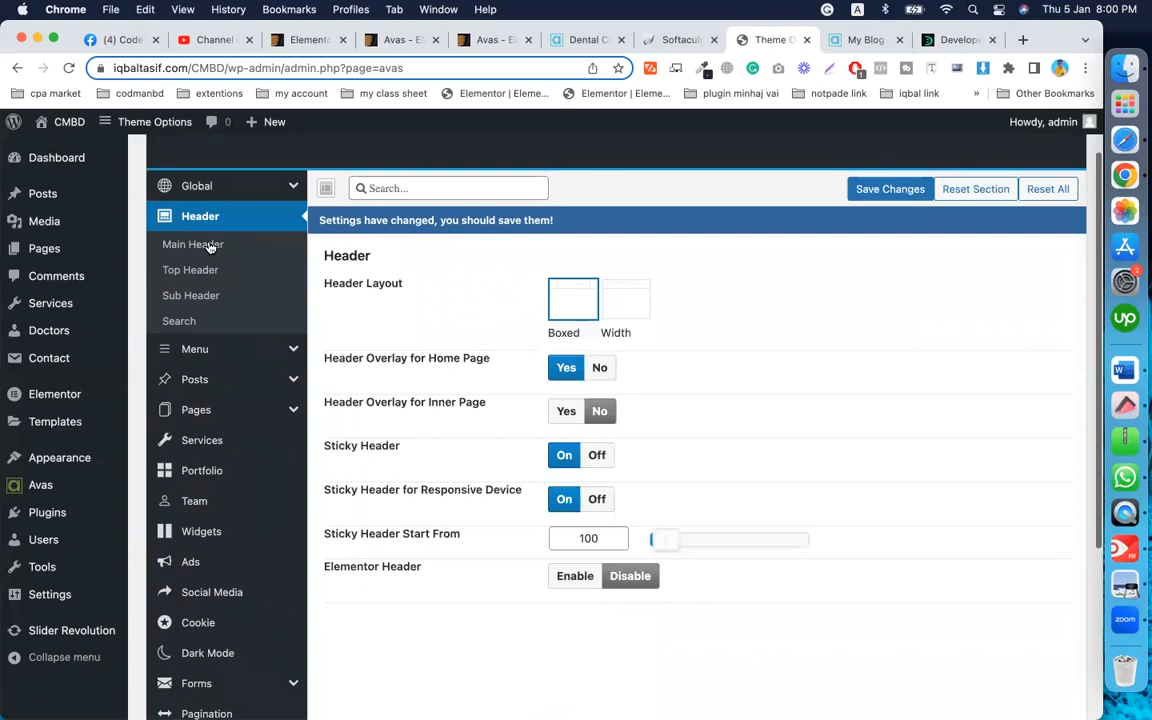 Chrome File Edit View History Bookmarks Profiles Tab Window Help A Thu 5 Jan 8:00 PM
(4) Code Channel Element Avas - Ele Avas - Ex Dental C Softacul Theme O My Blog Develope
iqbaltasif.com/CMBD/wp-admin/admin.php?page=avas
cpa market codmanbd extentions my account my class sheet Elementor | Eleme... Elementor | Eleme... plugin minhaj vai notpade link iqbal link » Other Bookmarks
CMBD Theme Options 0 New Howdy, admin
Dashboard
Posts
Media
Pages
Comments
Services
Doctors
Contact
Elementor
Templates
Appearance
Avas
Plugins
Users
Tools
Settings
Slider Revolution
Collapse menu
Global
Header
Main Header
Top Header
Sub Header
Search
Menu
Posts
Pages
Services
Portfolio
Team
Widgets
Ads
Social Media
Cookie
Dark Mode
Forms
Pagination
Search... Save Changes Reset Section Reset All
Settings have changed, you should save them!
Header
Header Layout
Boxed Width
Header Overlay for Home Page Yes No
Header Overlay for Inner Page Yes No
Sticky Header On Off
Sticky Header for Responsive Device On Off
Sticky Header Start From 100
Elementor Header Enable Disable
2
up
W
zoom